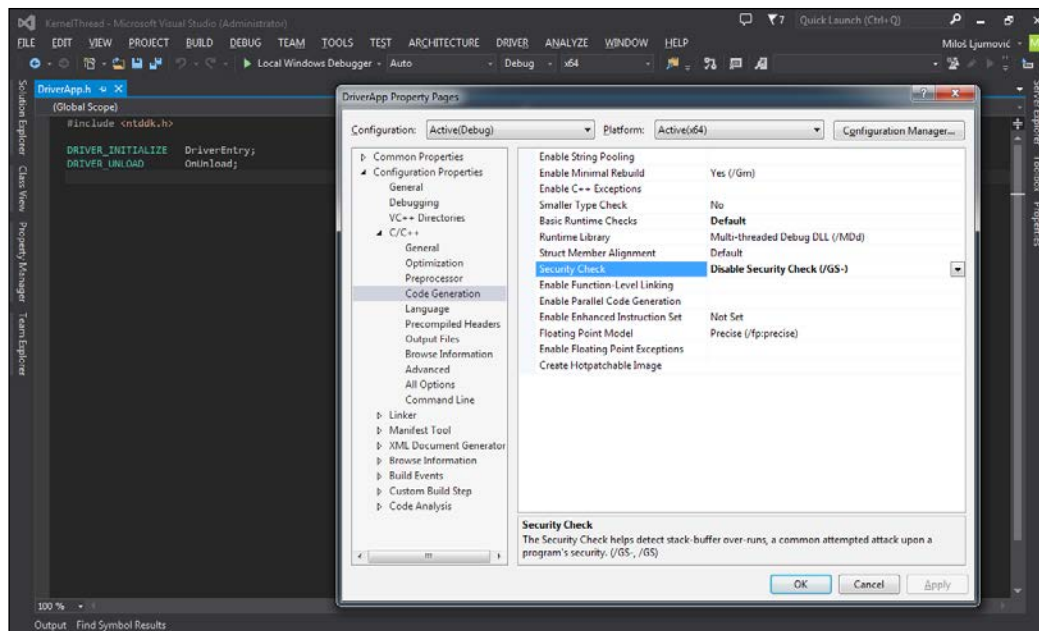 KernelThread - Microsoft Visual Studio (Administrator)
7
Quick Launch (Ctrl+Q)
FILE EDIT VIEW PROJECT BUILD DEBUG TEAM TOOLS TEST ARCHITECTURE DRIVER ANALYZE WINDOW HELP
Miloš Ljumović
M
Local Windows Debugger
Auto
Debug
x64
Solution Explorer
Class View
Property Manager
Team Explorer
DriverApp.h
(Global Scope)
#include <ntddk.h>
DRIVER_INITIALIZE DriverEntry;
DRIVER_UNLOAD OnUnload;
DriverApp Property Pages
Configuration: Active(Debug)
Platform: Active(x64)
Configuration Manager...
Common Properties
Configuration Properties
General
Debugging
VC++ Directories
C/C++
General
Optimization
Preprocessor
Code Generation
Language
Precompiled Headers
Output Files
Browse Information
Advanced
All Options
Command Line
Linker
Manifest Tool
XML Document Generator
Browse Information
Build Events
Custom Build Step
Code Analysis
Enable String Pooling
Enable Minimal Rebuild Yes (/Gm)
Enable C++ Exceptions
Smaller Type Check No
Basic Runtime Checks Default
Runtime Library Multi-threaded Debug DLL (/MDd)
Struct Member Alignment Default
Security Check Disable Security Check (/GS-)
Enable Function-Level Linking
Enable Parallel Code Generation
Enable Enhanced Instruction Set Not Set
Floating Point Model Precise (/fp:precise)
Enable Floating Point Exceptions
Create Hotpatchable Image
Security Check
The Security Check helps detect stack-buffer over-runs, a common attempted attack upon a
program's security. (/GS-, /GS)
OK
Cancel
Apply
Server Explorer
Toolbox
Properties
100 %
Output Find Symbol Results